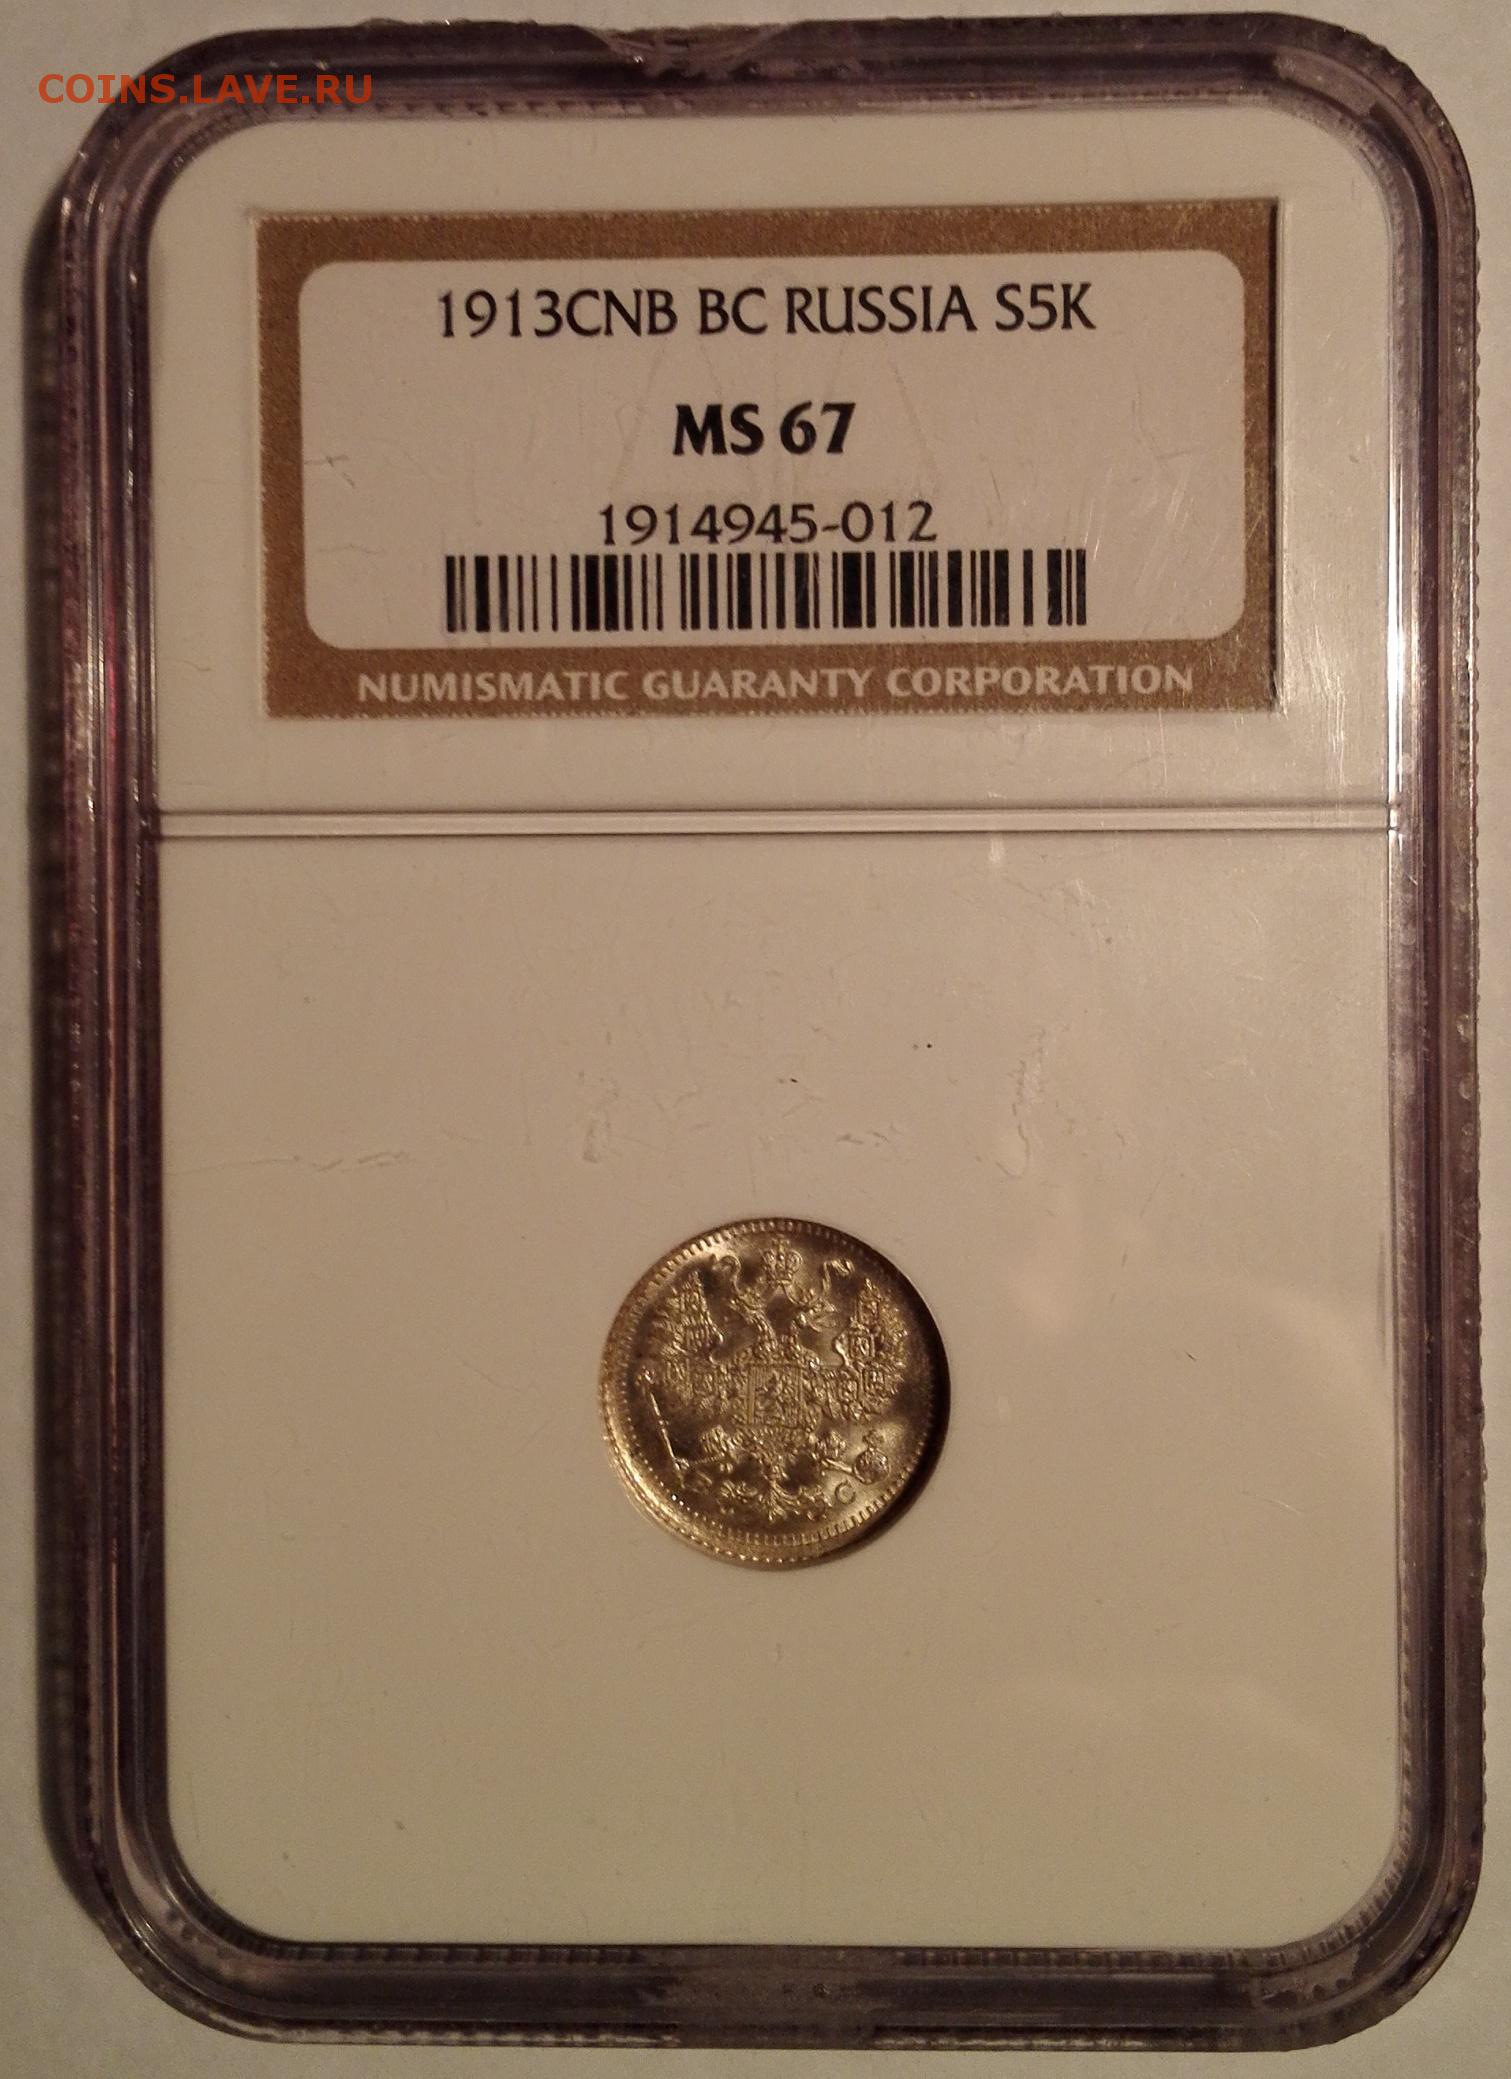 COINS.LAVE.RU
1913CNB BC RUSSIA S5K
MS 67
1914945-012
NUMISMATIC GUARANTY CORPORATION
С